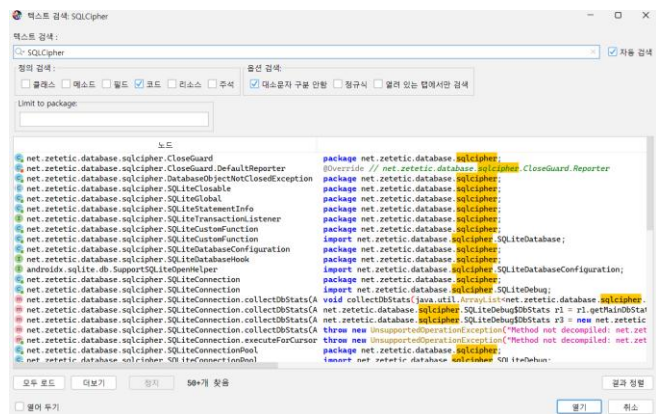 텍스트 검색: SQLCipher
텍스트 검색 :
SQLCipher
자동 검색
정의 검색 :
클래스 메소드 필드 코드 리소스 주석
옵션 검색:
대소문자 구분 안함 정규식 열려 있는 탭에서만 검색
Limit to package:
노드
net.zetetic.database.sqlcipher.CloseGuard package net.zetetic.database.sqlcipher;
net.zetetic.database.sqlcipher.CloseGuard.DefaultReporter @Override // net.zetetic.database.sqlcipher.CloseGuard.Reporter
net.zetetic.database.sqlcipher.DatabaseObjectNotClosedException package net.zetetic.database.sqlcipher;
net.zetetic.database.sqlcipher.SQLiteClosable package net.zetetic.database.sqlcipher;
net.zetetic.database.sqlcipher.SQLiteGlobal package net.zetetic.database.sqlcipher;
net.zetetic.database.sqlcipher.SQLiteStatementInfo package net.zetetic.database.sqlcipher;
net.zetetic.database.sqlcipher.SQLiteTransactionListener package net.zetetic.database.sqlcipher;
net.zetetic.database.sqlcipher.SQLiteCustomFunction package net.zetetic.database.sqlcipher;
net.zetetic.database.sqlcipher.SQLiteCustomFunction import net.zetetic.database.sqlcipher.SQLiteDatabase;
net.zetetic.database.sqlcipher.SQLiteDatabaseConfiguration package net.zetetic.database.sqlcipher;
net.zetetic.database.sqlcipher.SQLiteDatabaseHook package net.zetetic.database.sqlcipher;
androidx.sqlite.db.SupportSQLiteOpenHelper import net.zetetic.database.sqlcipher.SQLiteDatabaseConfiguration;
net.zetetic.database.sqlcipher.SQLiteConnection package net.zetetic.database.sqlcipher;
net.zetetic.database.sqlcipher.SQLiteConnection import net.zetetic.database.sqlcipher.SQLiteDebug;
net.zetetic.database.sqlcipher.SQLiteConnection.collectDbStats(A void collectDbStats(java.util.ArrayList<net.zetetic.database.sqlcipher.
net.zetetic.database.sqlcipher.SQLiteConnection.collectDbStats(A net.zetetic.database.sqlcipher.SQLiteDebug$DbStats r1 = r1.getMainDbStat
net.zetetic.database.sqlcipher.SQLiteConnection.collectDbStats(A net.zetetic.database.sqlcipher.SQLiteDebug$DbStats r3 = new net.zetetic
net.zetetic.database.sqlcipher.SQLiteConnection.collectDbStats(A throw new UnsupportedOperationException("Method not decompiled: net.zet
net.zetetic.database.sqlcipher.SQLiteConnection.executeForCursor throw new UnsupportedOperationException("Method not decompiled: net.zet
net.zetetic.database.sqlcipher.SQLiteConnectionPool package net.zetetic.database.sqlcipher;
net.zetetic.database.sqlcipher.SQLiteConnectionPool import net.zetetic.database.sqlcipher.SQLiteDebug;
모두 로드 더보기 정지 50+개 찾음 결과 정렬
열어 두기 열기 취소